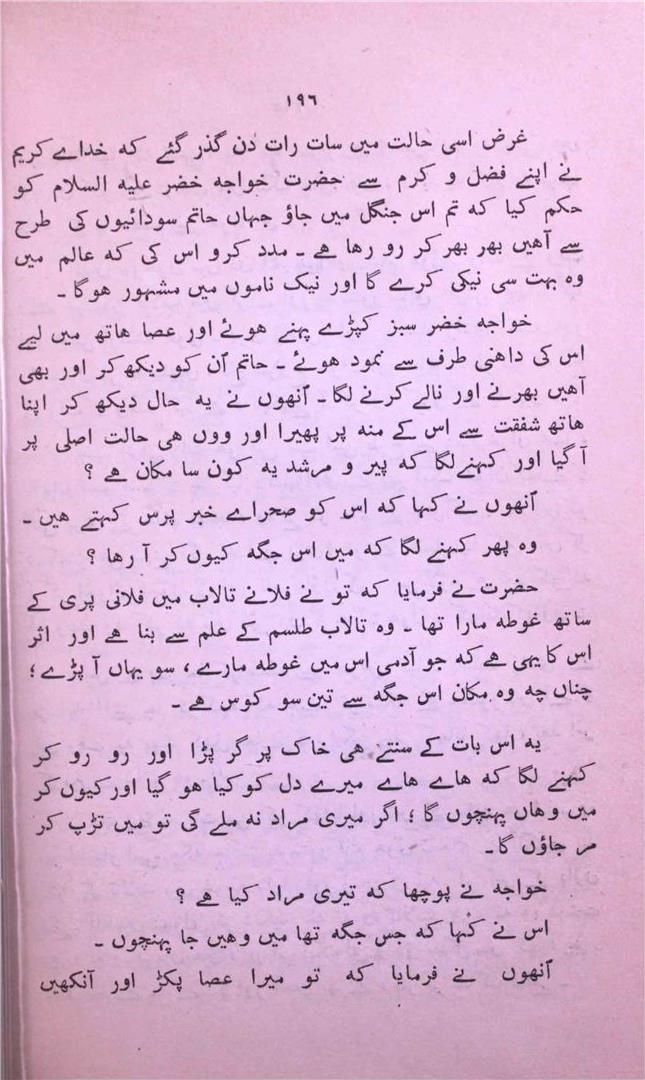 ۱۹۶
غرض اسی حالت میں سات رات دن گذر گئے کہ خداے کریم
نے اپنے فضل و کرم سے حضرت خواجہ خضر علیہ السلام کو
حکم کیا کہ تم اس جنگل میں جاؤ جہاں حاتم سودائیوں کی طرح
سے آھیں بھر بھر کر رو رھا ہے ۔ مدد کرو اس کی کہ عالم میں
وہ بہت سی نیکی کرے گا اور نیک ناموں میں مشہور ھوگا ۔
خواجہ خضر سبز کپڑے پہنے ھوئے اور عصا ھاتھ میں لیے
اس کی داھنی طرف سے نمود ھوئے ۔ حاتم اُن کو دیکھ کر اور بھی
آھیں بھرنے اور نالے کرنے لگا ۔ اُنھوں نے یہ حال دیکھ کر اپنا
ھاتھ شفقت سے اس کے منہ پر پھیرا اور ووں ھی حالت اصلی پر
آ گیا اور کہنے لگا کہ پیر و مرشد یہ کون سا مکان ہے ؟
اُنھوں نے کہا کہ اس کو صحراے خبر پرس کہتے ھیں ۔
وہ پھر کہنے لگا کہ میں اس جگہ کیوں کر آ رھا ؟
حضرت نے فرمایا کہ تو نے فلانے تالاب میں فلانی پری کے
ساتھ غوطہ مارا تھا ۔ وہ تالاب طلسم کے علم سے بنا ہے اور اثر
اس کا یہی ہے کہ جو آدمی اس میں غوطہ مارے ، سو یہاں آ پڑے ؛
چناں چہ وہ مکان اس جگہ سے تین سو کوس ہے ۔
یہ اس بات کے سنتے ھی خاک پر گر پڑا اور رو رو کر
کہنے لگا کہ ھاے ھاے میرے دل کو کیا ھو گیا اور کیوں کر
میں وھاں پہنچوں گا ؛ اگر میری مراد نہ ملے گی تو میں تڑپ کر
مر جاؤں گا ۔
خواجہ نے پوچھا کہ تیری مراد کیا ہے ؟
اس نے کہا کہ جس جگہ تھا میں وھیں جا پہنچوں ۔
اُنھوں نے فرمایا کہ تو میرا عصا پکڑ اور آنکھیں